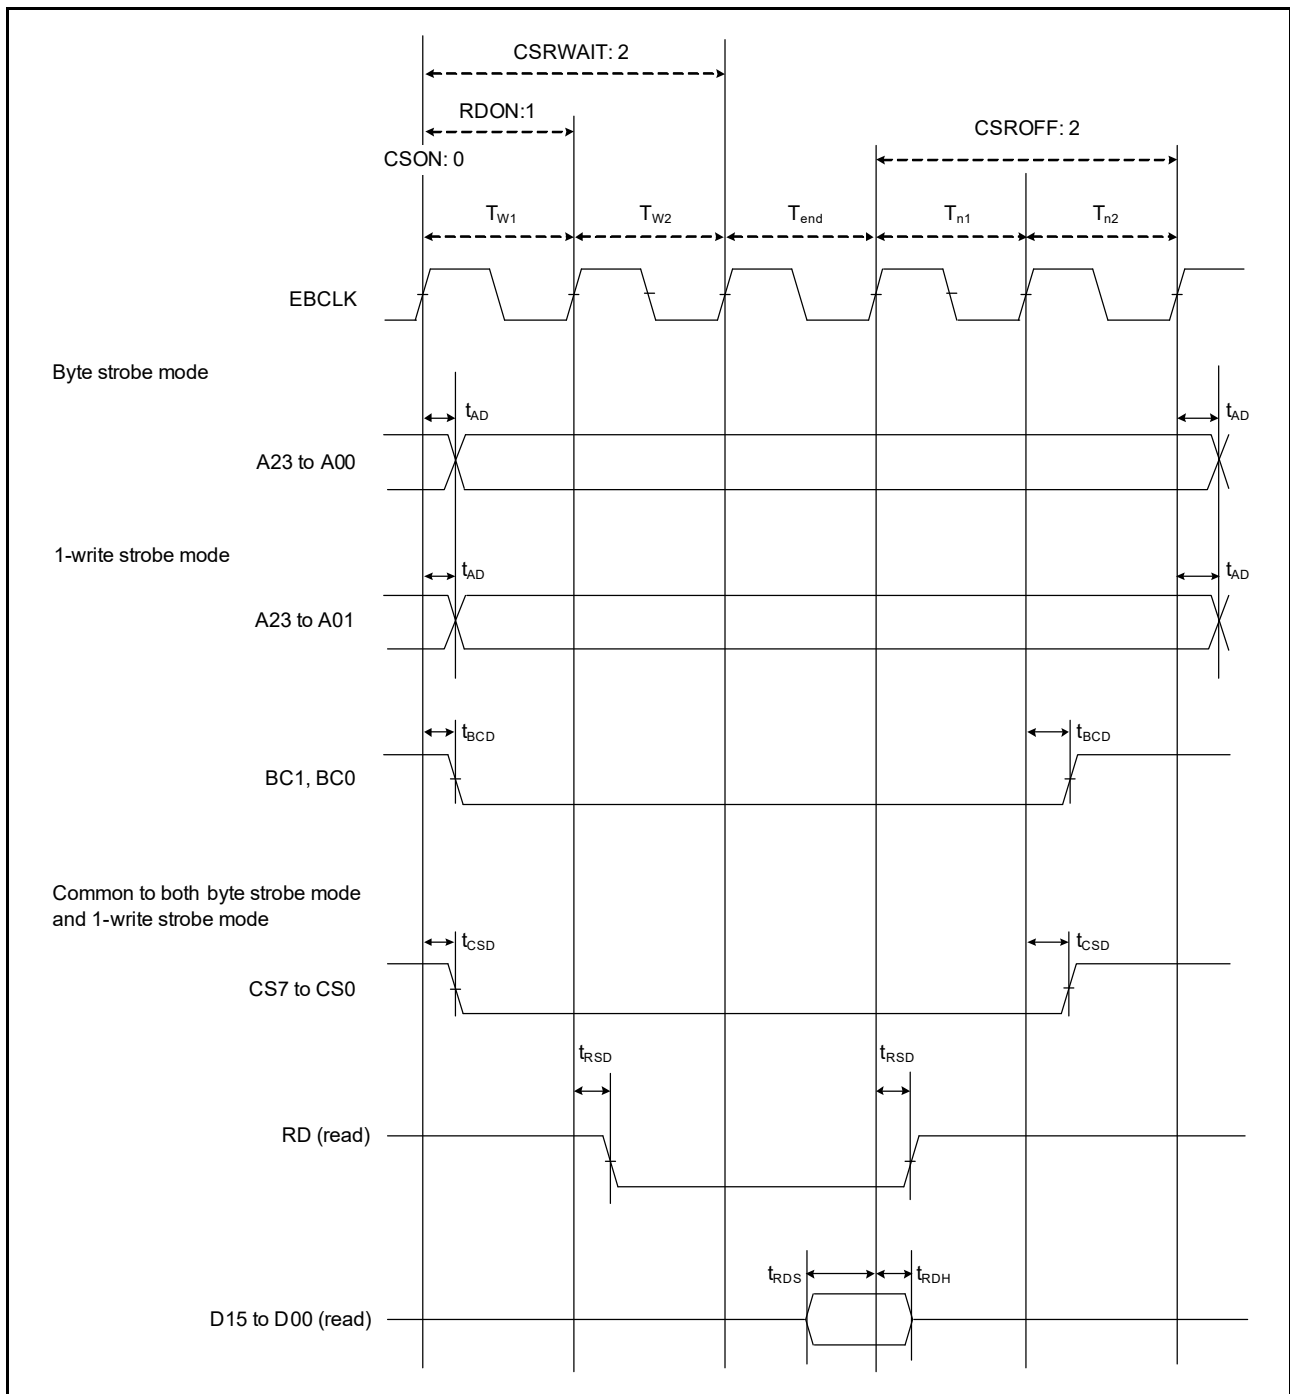 CSRWAIT: 2
RDON:1
CSROFF: 2
CSON: 0
TW1 TW2 Tend Tn1 Tn2
EBCLK
Byte strobe mode
tAD tAD
A23 to A00
1-write strobe mode
tAD tAD
A23 to A01
tBCD tBCD
BC1, BC0
Common to both byte strobe mode
and 1-write strobe mode
tCSD tCSD
CS7 to CS0
tRSD tRSD
RD (read)
tRDS tRDH
D15 to D00 (read)